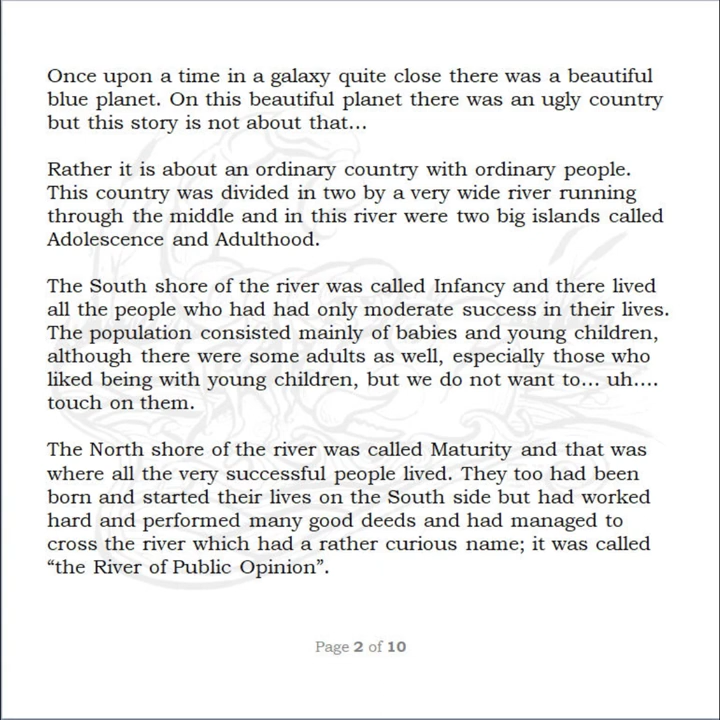 Once upon a time in a galaxy quite close there was a beautiful
blue planet. On this beautiful planet there was an ugly country
but this story is not about that…
Rather it is about an ordinary country with ordinary people.
This country was divided in two by a very wide river running
through the middle and in this river were two big islands called
Adolescence and Adulthood.
The South shore of the river was called Infancy and there lived
all the people who had had only moderate success in their lives.
The population consisted mainly of babies and young children,
although there were some adults as well, especially those who
liked being with young children, but we do not want to… uh….
touch on them.
The North shore of the river was called Maturity and that was
where all the very successful people lived. They too had been
born and started their lives on the South side but had worked
hard and performed many good deeds and had managed to
cross the river which had a rather curious name; it was called
“the River of Public Opinion”.
Page 2 of 10